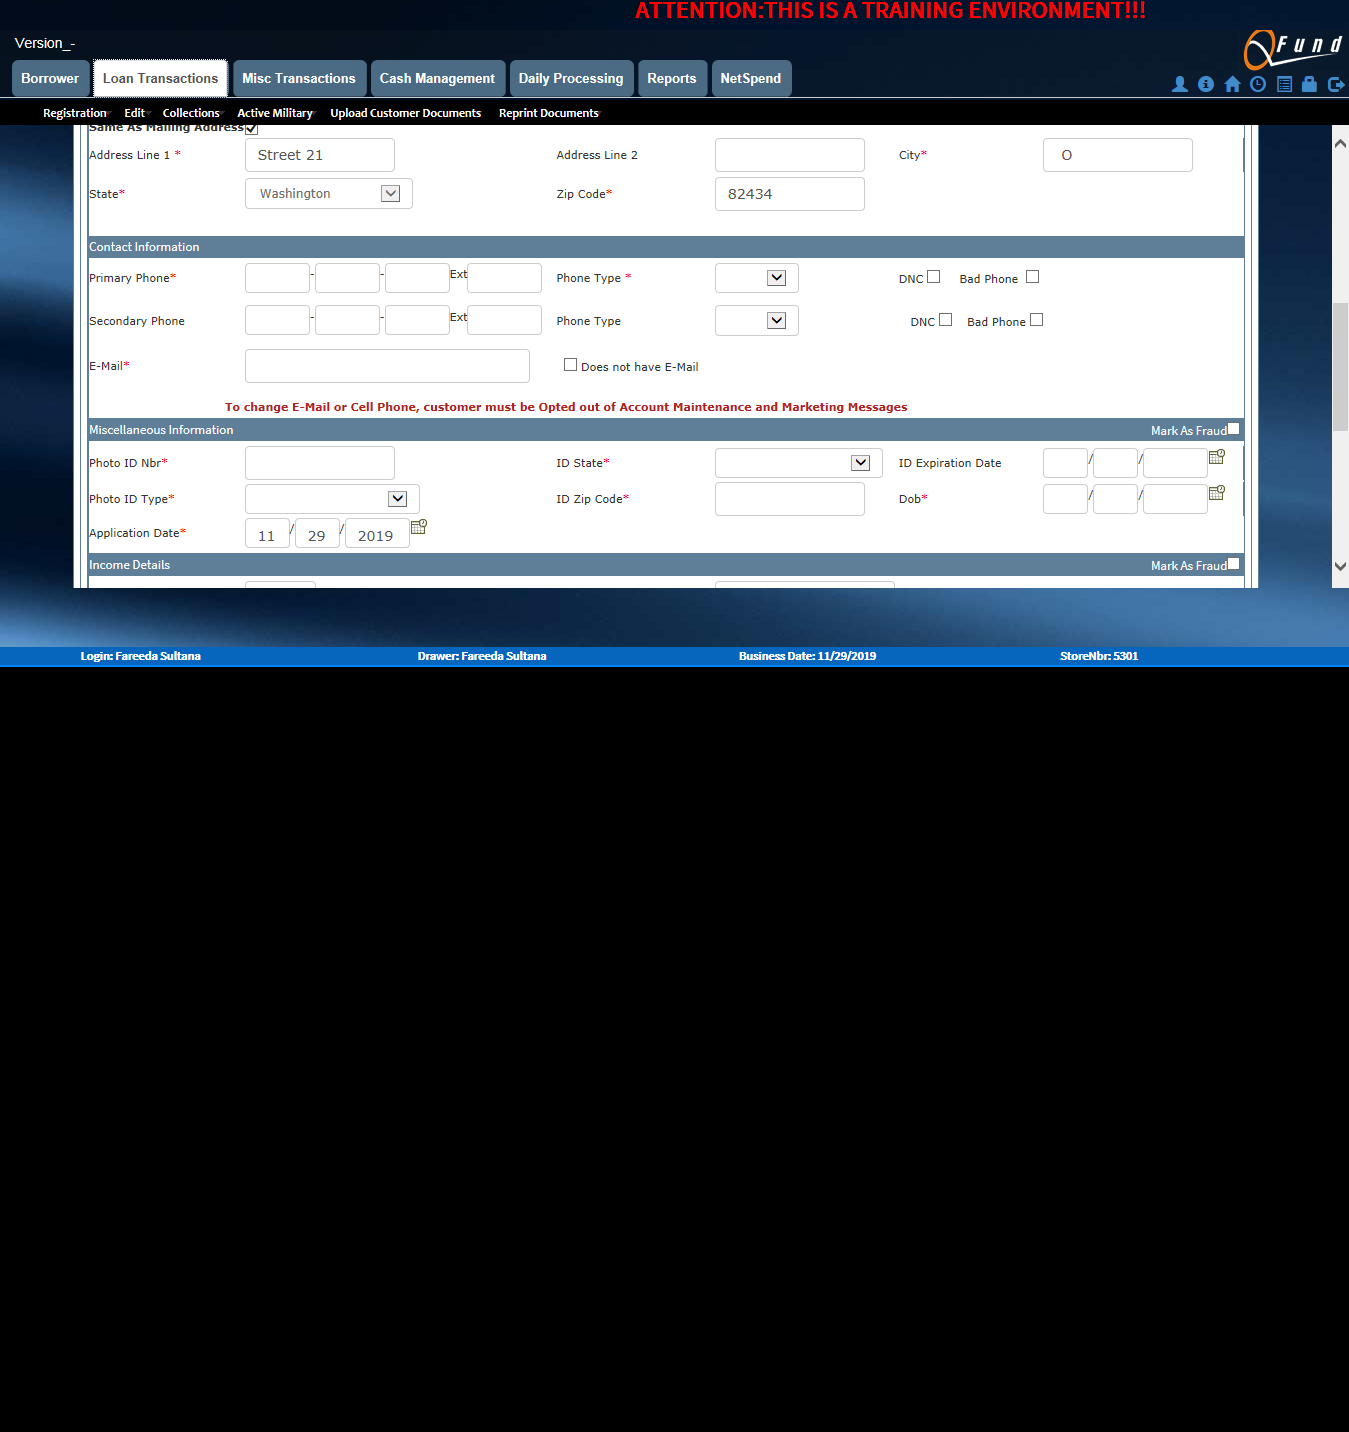 ATTENTION:THIS IS A TRAINING ENVIRONMENT!!!
Version_-
Fund
Borrower Loan Transactions Misc Transactions Cash Management Daily Processing Reports NetSpend
Registration Edit Collections Active Military Upload Customer Documents Reprint Documents
Same As Mailing Address
Address Line 1 * Street 21 Address Line 2 City* O
State* Washington Zip Code* 82434
Contact Information
Primary Phone* - - Ext Phone Type * DNC Bad Phone
Secondary Phone - - Ext Phone Type DNC Bad Phone
E-Mail* Does not have E-Mail
To change E-Mail or Cell Phone, customer must be Opted out of Account Maintenance and Marketing Messages
Miscellaneous Information Mark As Fraud
Photo ID Nbr* ID State* ID Expiration Date / /
Photo ID Type* ID Zip Code* Dob* / /
Application Date* 11 / 29 / 2019
Income Details Mark As Fraud
Login: Fareeda Sultana Drawer: Fareeda Sultana Business Date: 11/29/2019 StoreNbr: 5301